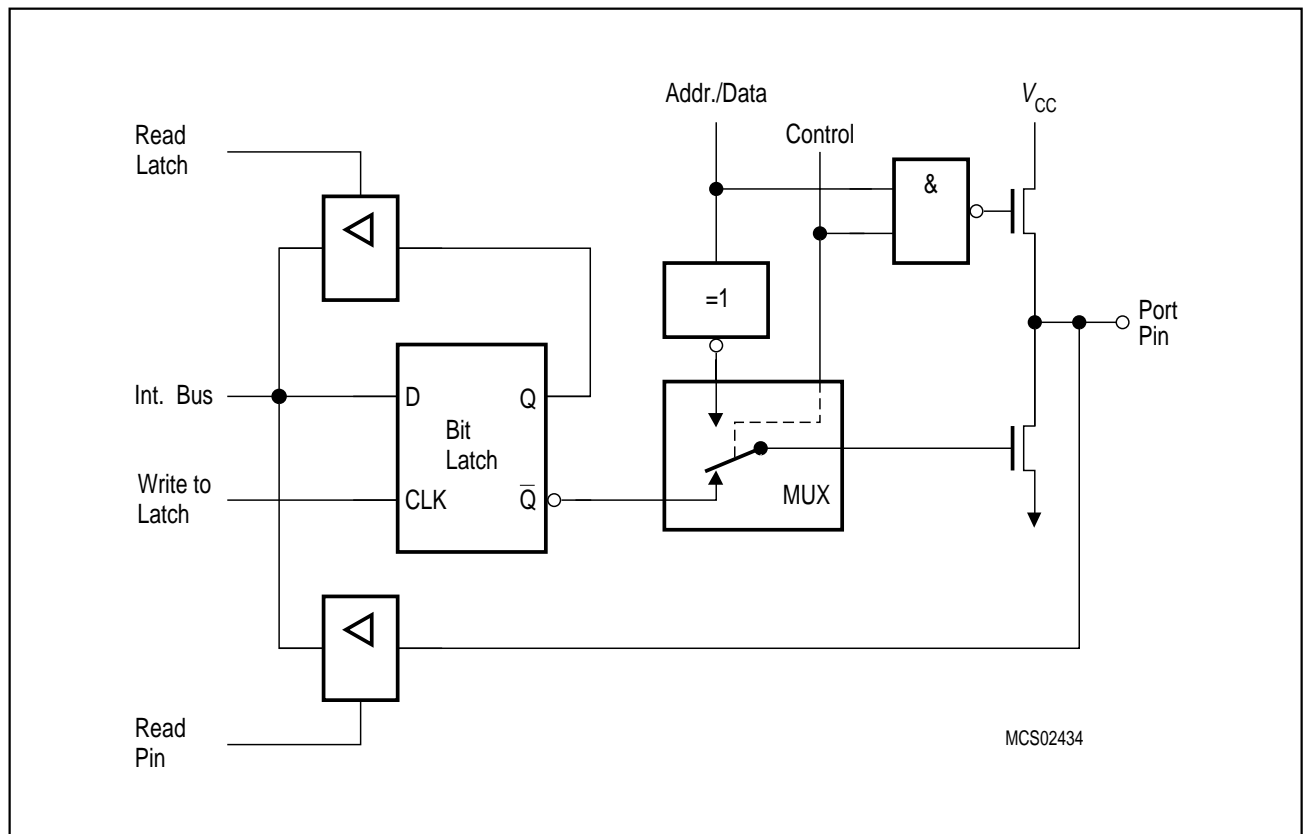 Addr./Data
V CC
Control
Read
Latch
&
=1
Port
Pin
Int. Bus
D
Q
Bit
Latch
Write to
Latch
CLK
Q̅
MUX
Read
Pin
MCS02434